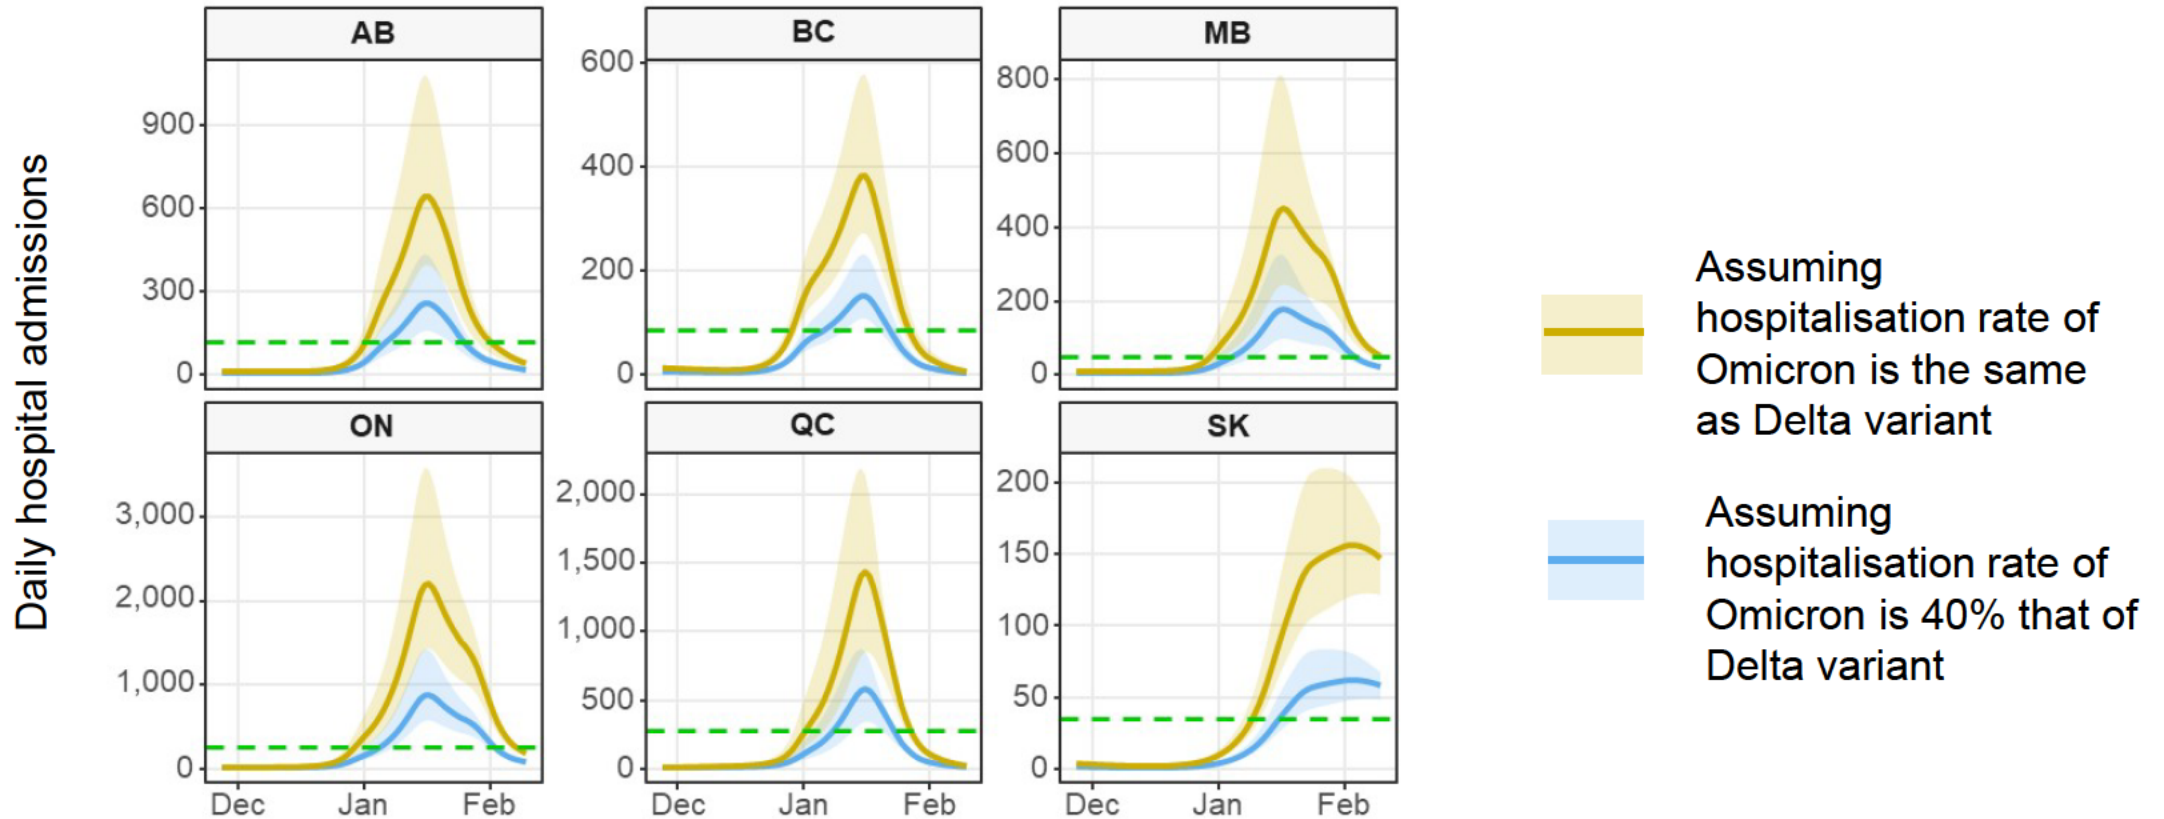 Daily hospital admissions
AB
900
600
300
0
BC
600
400
200
0
MB
800
600
400
200
0
ON
3,000
2,000
1,000
0
Dec Jan Feb
QC
2,000
1,500
1,000
500
0
Dec Jan Feb
SK
200
150
100
50
0
Dec Jan Feb
Assuming
hospitalisation rate of
Omicron is the same
as Delta variant
Assuming
hospitalisation rate of
Omicron is 40% that of
Delta variant